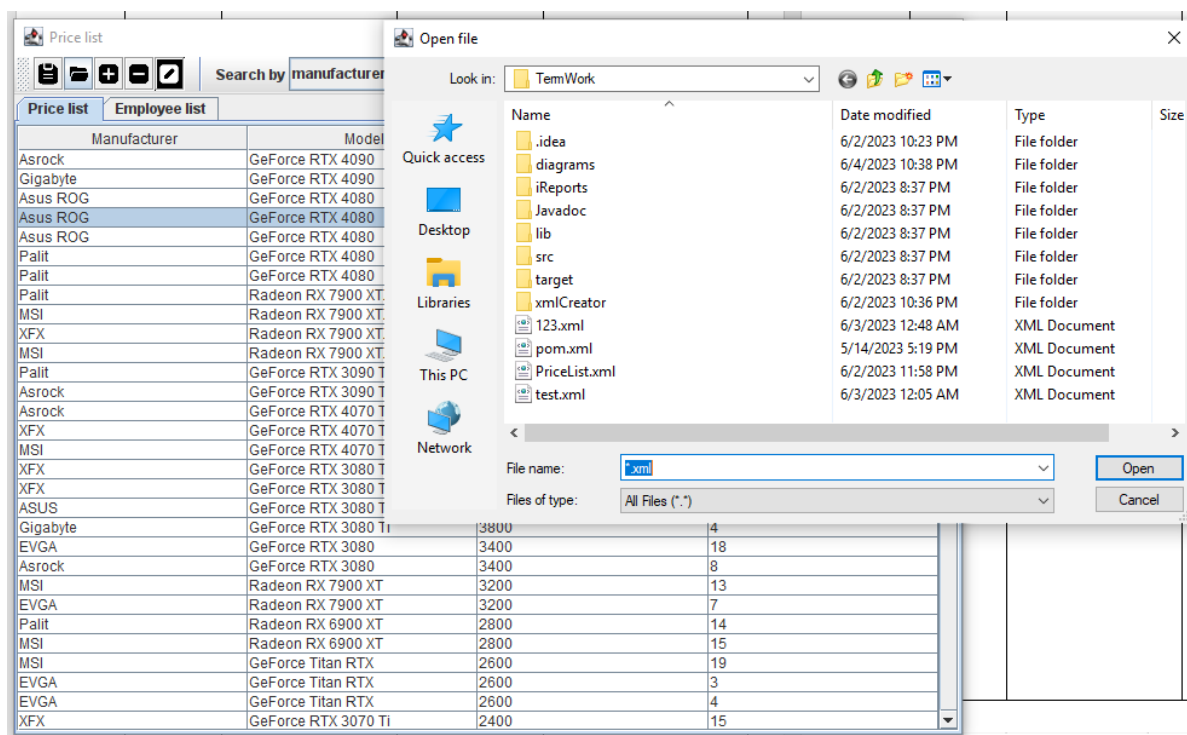 Price list
Search by manufacturer
Price list Employee list
Manufacturer Model
Asrock GeForce RTX 4090
Gigabyte GeForce RTX 4090
Asus ROG GeForce RTX 4080
Asus ROG GeForce RTX 4080
Asus ROG GeForce RTX 4080
Palit GeForce RTX 4080
Palit GeForce RTX 4080
Palit Radeon RX 7900 XT
MSI Radeon RX 7900 XT
XFX Radeon RX 7900 XT
MSI Radeon RX 7900 XT
Palit GeForce RTX 3090 T
Asrock GeForce RTX 3090 T
Asrock GeForce RTX 4070 T
XFX GeForce RTX 4070 T
MSI GeForce RTX 4070 T
XFX GeForce RTX 3080 T
XFX GeForce RTX 3080 T
ASUS GeForce RTX 3080 T
Gigabyte GeForce RTX 3080 Ti 3800 4
EVGA GeForce RTX 3080 3400 18
Asrock GeForce RTX 3080 3400 8
MSI Radeon RX 7900 XT 3200 13
EVGA Radeon RX 7900 XT 3200 7
Palit Radeon RX 6900 XT 2800 14
MSI Radeon RX 6900 XT 2800 15
MSI GeForce Titan RTX 2600 19
EVGA GeForce Titan RTX 2600 3
EVGA GeForce Titan RTX 2600 4
XFX GeForce RTX 3070 Ti 2400 15
Open file
Look in: TermWork
Quick access
Desktop
Libraries
This PC
Network
Name Date modified Type Size
.idea 6/2/2023 10:23 PM File folder
diagrams 6/4/2023 10:38 PM File folder
iReports 6/2/2023 8:37 PM File folder
Javadoc 6/2/2023 8:37 PM File folder
lib 6/2/2023 8:37 PM File folder
src 6/2/2023 8:37 PM File folder
target 6/2/2023 8:37 PM File folder
xmlCreator 6/2/2023 10:36 PM File folder
123.xml 6/3/2023 12:48 AM XML Document
pom.xml 5/14/2023 5:19 PM XML Document
PriceList.xml 6/2/2023 11:58 PM XML Document
test.xml 6/3/2023 12:05 AM XML Document
File name: *.xml Open
Files of type: All Files (*.*) Cancel